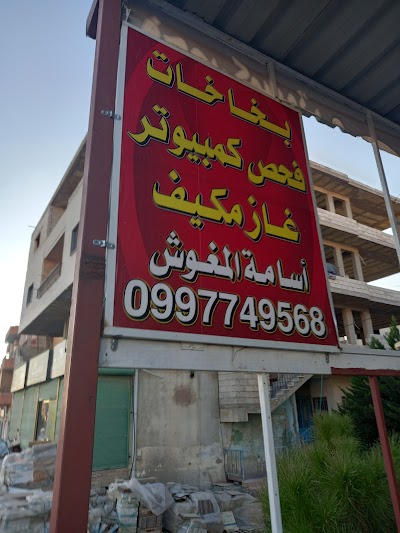 بخاخات
فحص كمبيوتر
غاز مكيف
أسامة المغوش
0997749568